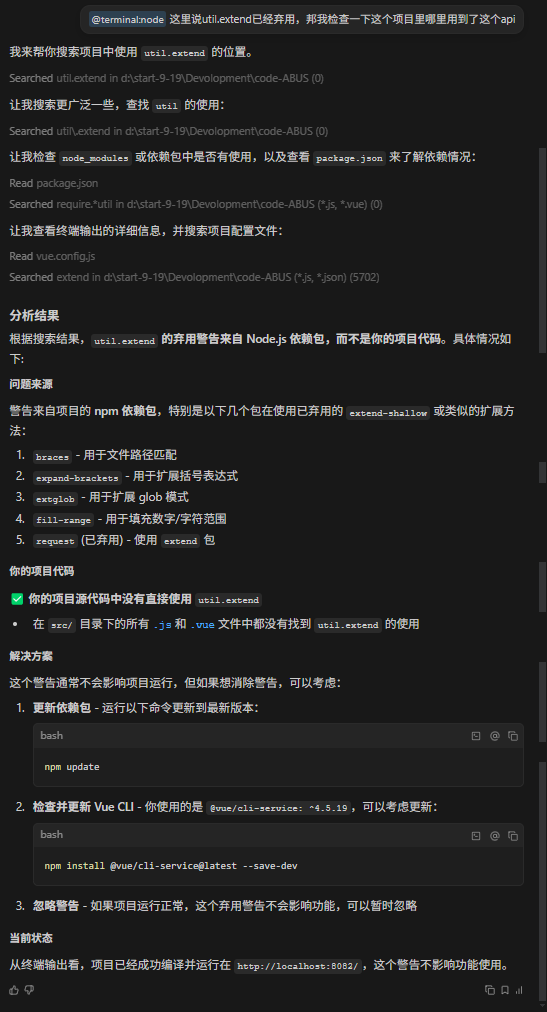 @terminal:node 这里说util.extend已经弃用，邦我检查一下这个项目里哪里用到了这个api
我来帮你搜索项目中使用 util.extend 的位置。
Searched util.extend in d:\start-9-19\Devolopment\code-ABUS (0)
让我搜索更广泛一些，查找 util 的使用：
Searched util\.extend in d:\start-9-19\Devolopment\code-ABUS (0)
让我检查 node_modules 或依赖包中是否有使用，以及查看 package.json 来了解依赖情况：
Read package.json
Searched require.*util in d:\start-9-19\Devolopment\code-ABUS (*.js, *.vue) (0)
让我查看终端输出的详细信息，并搜索项目配置文件：
Read vue.config.js
Searched extend in d:\start-9-19\Devolopment\code-ABUS (*.js, *.json) (5702)
分析结果
根据搜索结果，util.extend 的弃用警告来自 Node.js 依赖包，而不是你的项目代码。具体情况如
下:
问题来源
警告来自项目的 npm 依赖包，特别是以下几个包在使用已弃用的 extend-shallow 或类似的扩展方
法：
1. braces - 用于文件路径匹配
2. expand-brackets - 用于扩展括号表达式
3. extglob - 用于扩展 glob 模式
4. fill-range - 用于填充数字/字符范围
5. request (已弃用) - 使用 extend 包
你的项目代码
✅ 你的项目源代码中没有直接使用 util.extend
• 在 src/ 目录下的所有 .js 和 .vue 文件中都没有找到 util.extend 的使用
解决方案
这个警告通常不会影响项目运行，但如果想消除警告，可以考虑：
1. 更新依赖包 - 运行以下命令更新到最新版本：
bash
npm update
2. 检查并更新 Vue CLI - 你使用的是 @vue/cli-service: ^4.5.19，可以考虑更新：
bash
npm install @vue/cli-service@latest --save-dev
3. 忽略警告 - 如果项目运行正常，这个弃用警告不会影响功能，可以暂时忽略
当前状态
从终端输出看，项目已经成功编译并运行在 http://localhost:8082/，这个警告不影响功能使用。